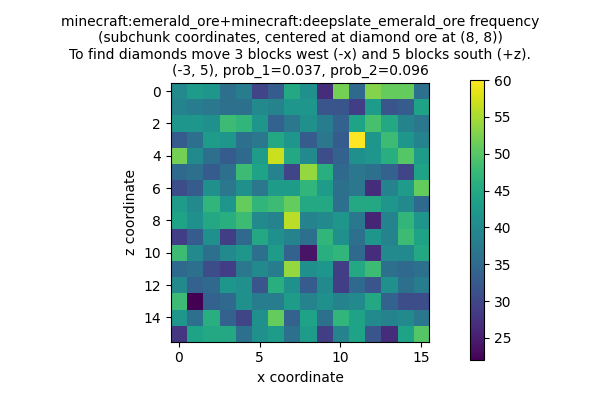 minecraft:emerald_ore+minecraft:deepslate_emerald_ore frequency
(subchunk coordinates, centered at diamond ore at (8, 8))
To find diamonds move 3 blocks west (-x) and 5 blocks south (+z).
(-3, 5), prob_1=0.037, prob_2=0.096
0
2
4
6
8
10
12
14
z coordinate
0 5 10 15
x coordinate
60
55
50
45
40
35
30
25